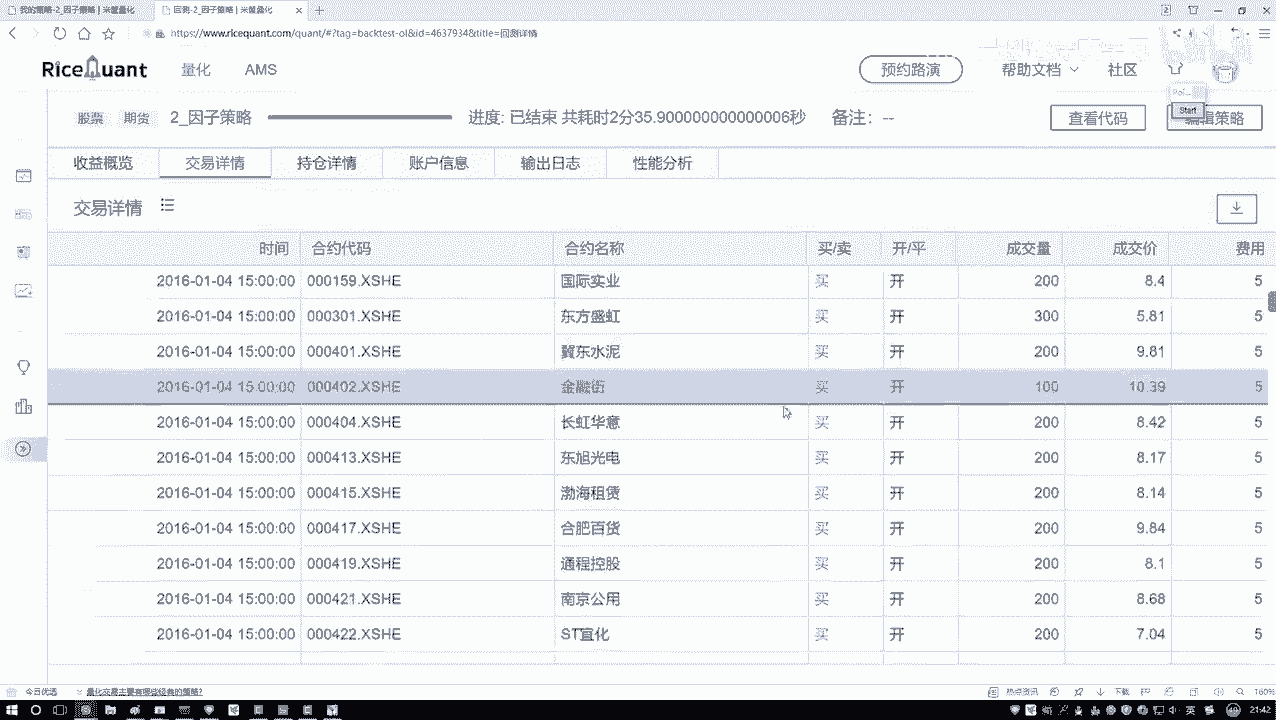 我的策略-2_因子策略 | 米筐量化
回测-2_因子策略 | 米筐量化
https://www.ricequant.com/quant/#?tag=backtest-ol&id=4637934&title=回测详情
RiceQuant 量化 AMS 预约路演 帮助文档 社区
股票 期货 2_因子策略 进度: 已结束 共耗时2分35.900000000000006秒 备注: -- 查看代码 策略
Start
收益概览 交易详情 持仓详情 账户信息 输出日志 性能分析
交易详情
时间 合约代码 合约名称 买/卖 开/平 成交量 成交价 费用
2016-01-04 15:00:00 000159.XSHE 国际实业 买 开 200 8.4 5
2016-01-04 15:00:00 000301.XSHE 东方盛虹 买 开 300 5.81 5
2016-01-04 15:00:00 000401.XSHE 冀东水泥 买 开 200 9.81 5
2016-01-04 15:00:00 000402.XSHE 金融街 买 开 100 10.39 5
2016-01-04 15:00:00 000404.XSHE 长虹华意 买 开 200 8.42 5
2016-01-04 15:00:00 000413.XSHE 东旭光电 买 开 200 8.17 5
2016-01-04 15:00:00 000415.XSHE 渤海租赁 买 开 200 8.14 5
2016-01-04 15:00:00 000417.XSHE 合肥百货 买 开 200 9.84 5
2016-01-04 15:00:00 000419.XSHE 通程控股 买 开 200 8.1 5
2016-01-04 15:00:00 000421.XSHE 南京公用 买 开 200 8.68 5
2016-01-04 15:00:00 000422.XSHE ST宜化 买 开 200 7.04 5
今日优选 量化交易主要有哪些经典的策略? 热点资讯 下载 160%
英 21:42